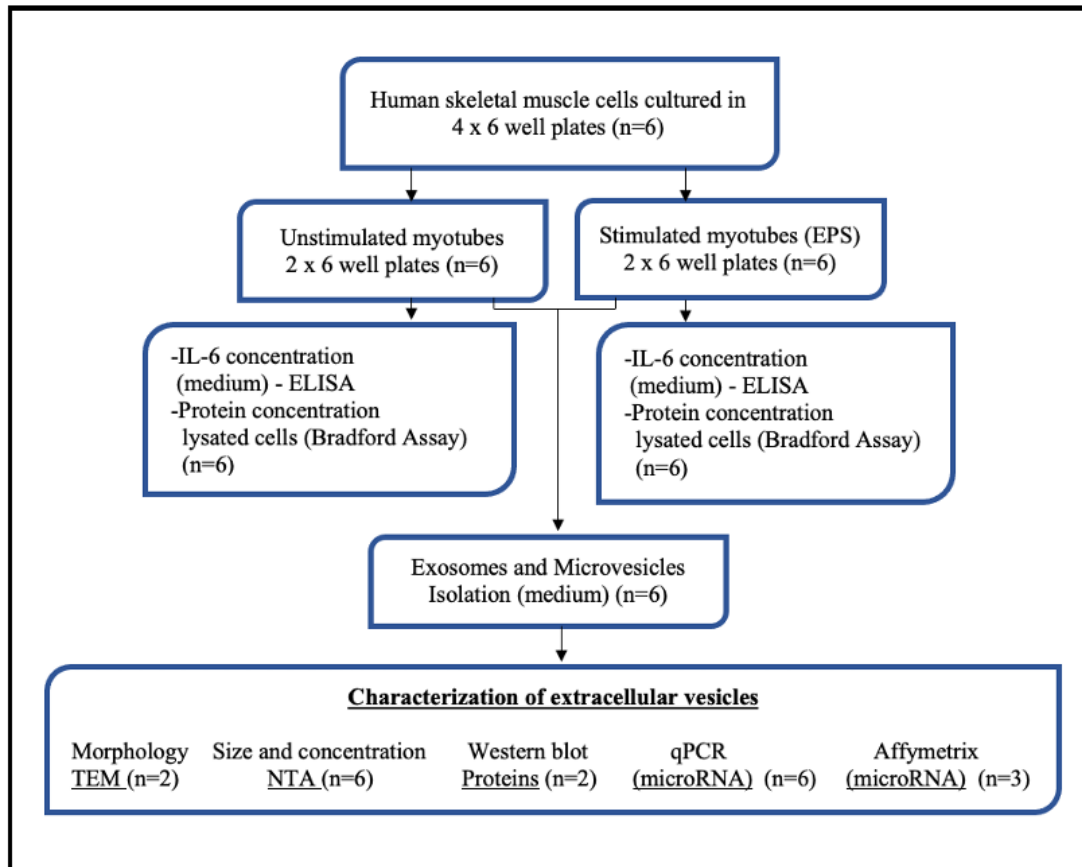 Human skeletal muscle cells cultured in
4 x 6 well plates (n=6)
Unstimulated myotubes
2 x 6 well plates (n=6)
Stimulated myotubes (EPS)
2 x 6 well plates (n=6)
-IL-6 concentration
(medium) - ELISA
-Protein concentration
lysated cells (Bradford Assay)
(n=6)
-IL-6 concentration
(medium) - ELISA
-Protein concentration
lysated cells (Bradford Assay)
(n=6)
Exosomes and Microvesicles
Isolation (medium) (n=6)
Characterization of extracellular vesicles
Morphology
TEM (n=2)
Size and concentration
NTA (n=6)
Western blot
Proteins (n=2)
qPCR
(microRNA) (n=6)
Affymetrix
(microRNA) (n=3)